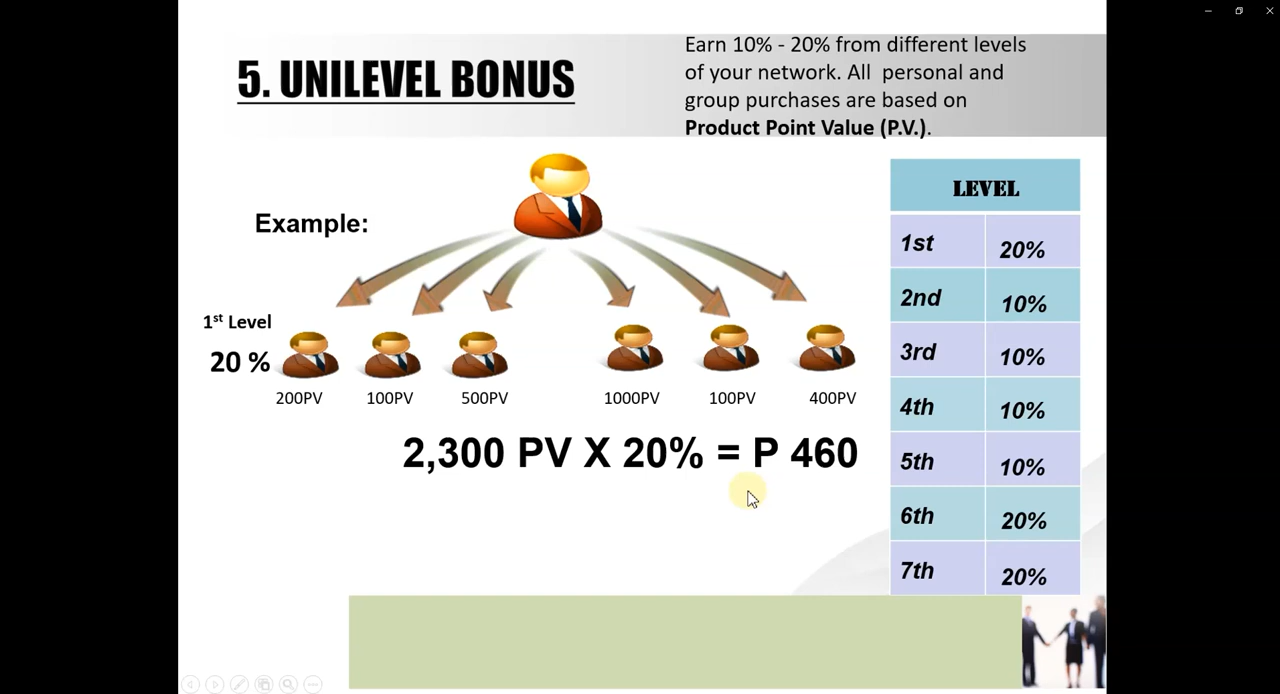 5. UNILEVEL BONUS
Earn 10% - 20% from different levels
of your network. All personal and
group purchases are based on
Product Point Value (P.V.).
Example:
1st Level
20 %
200PV 100PV 500PV 1000PV 100PV 400PV
2,300 PV X 20% = P 460
LEVEL
1st 20%
2nd 10%
3rd 10%
4th 10%
5th 10%
6th 20%
7th 20%